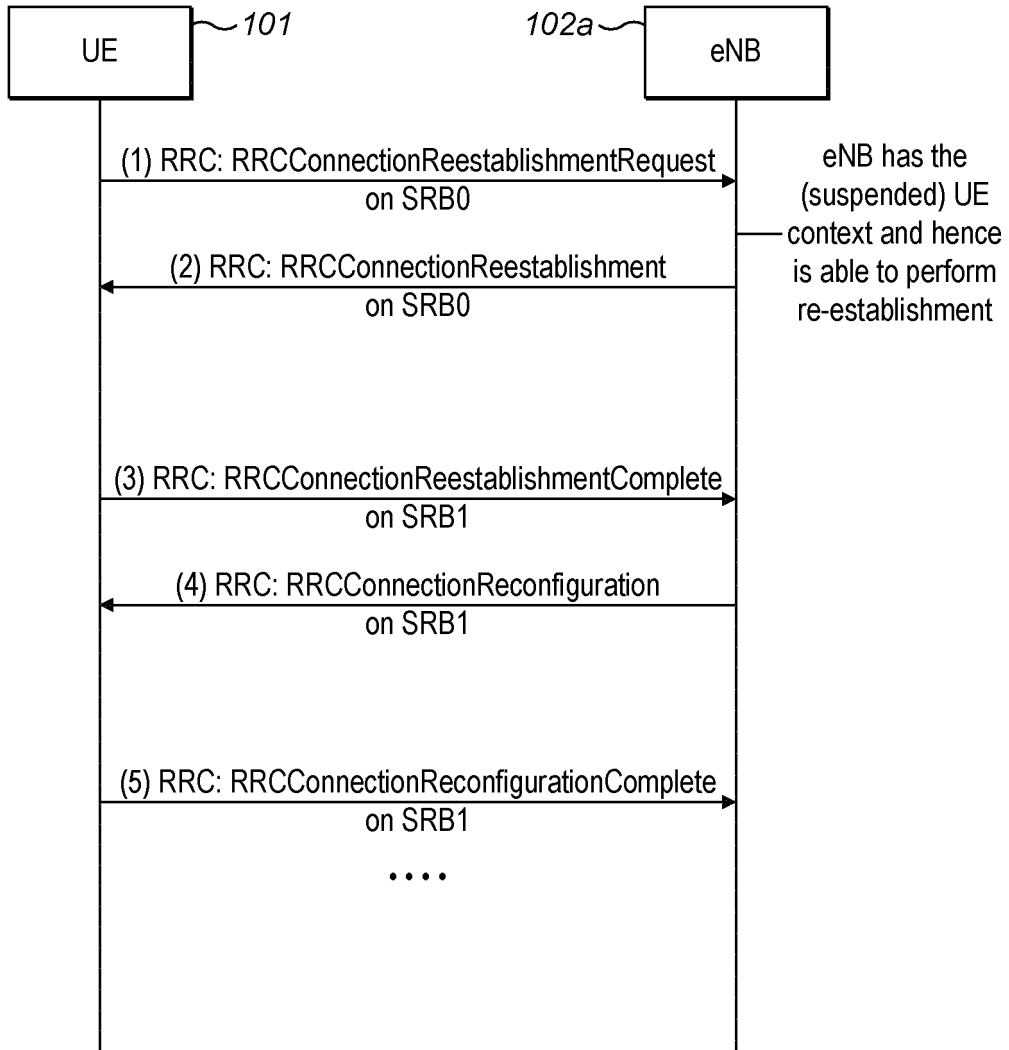 UE
101
102a
eNB
(1) RRC: RRCConnectionReestablishmentRequest
on SRB0
eNB has the
(suspended) UE
context and hence
is able to perform
re-establishment
(2) RRC: RRCConnectionReestablishment
on SRB0
(3) RRC: RRCConnectionReestablishmentComplete
on SRB1
(4) RRC: RRCConnectionReconfiguration
on SRB1
(5) RRC: RRCConnectionReconfigurationComplete
on SRB1
....